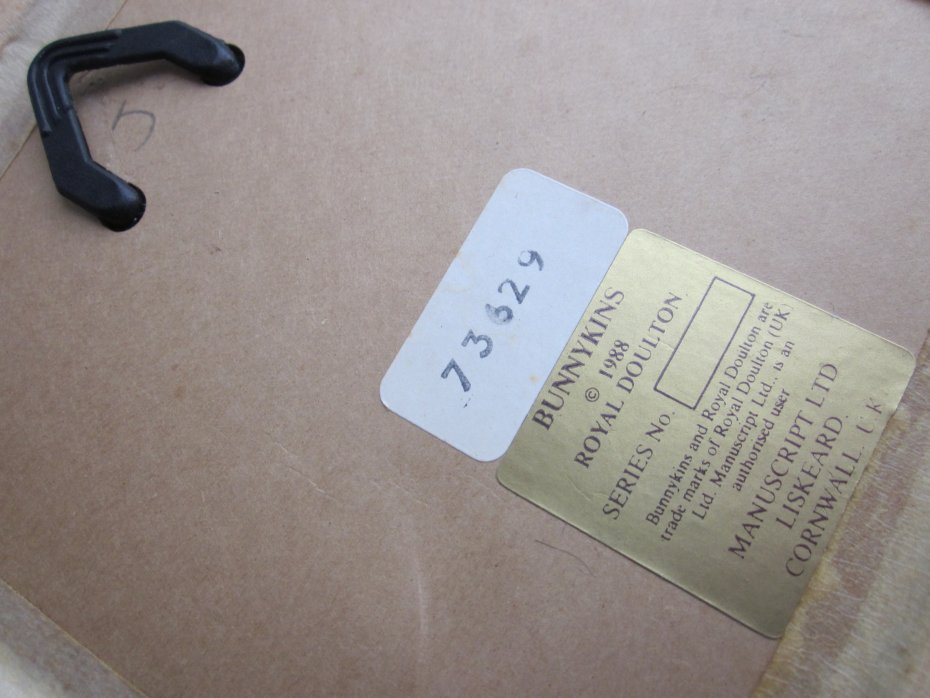 73629
BUNNYKINS
© 1988
ROYAL DOULTON
SERIES No.
Bunnykins and Royal Doulton are
trade marks of Royal Doulton (UK)
Ltd. Manuscript Ltd., is an
authorised user
MANUSCRIPT LTD
LISKEARD
CORNWALL. U K